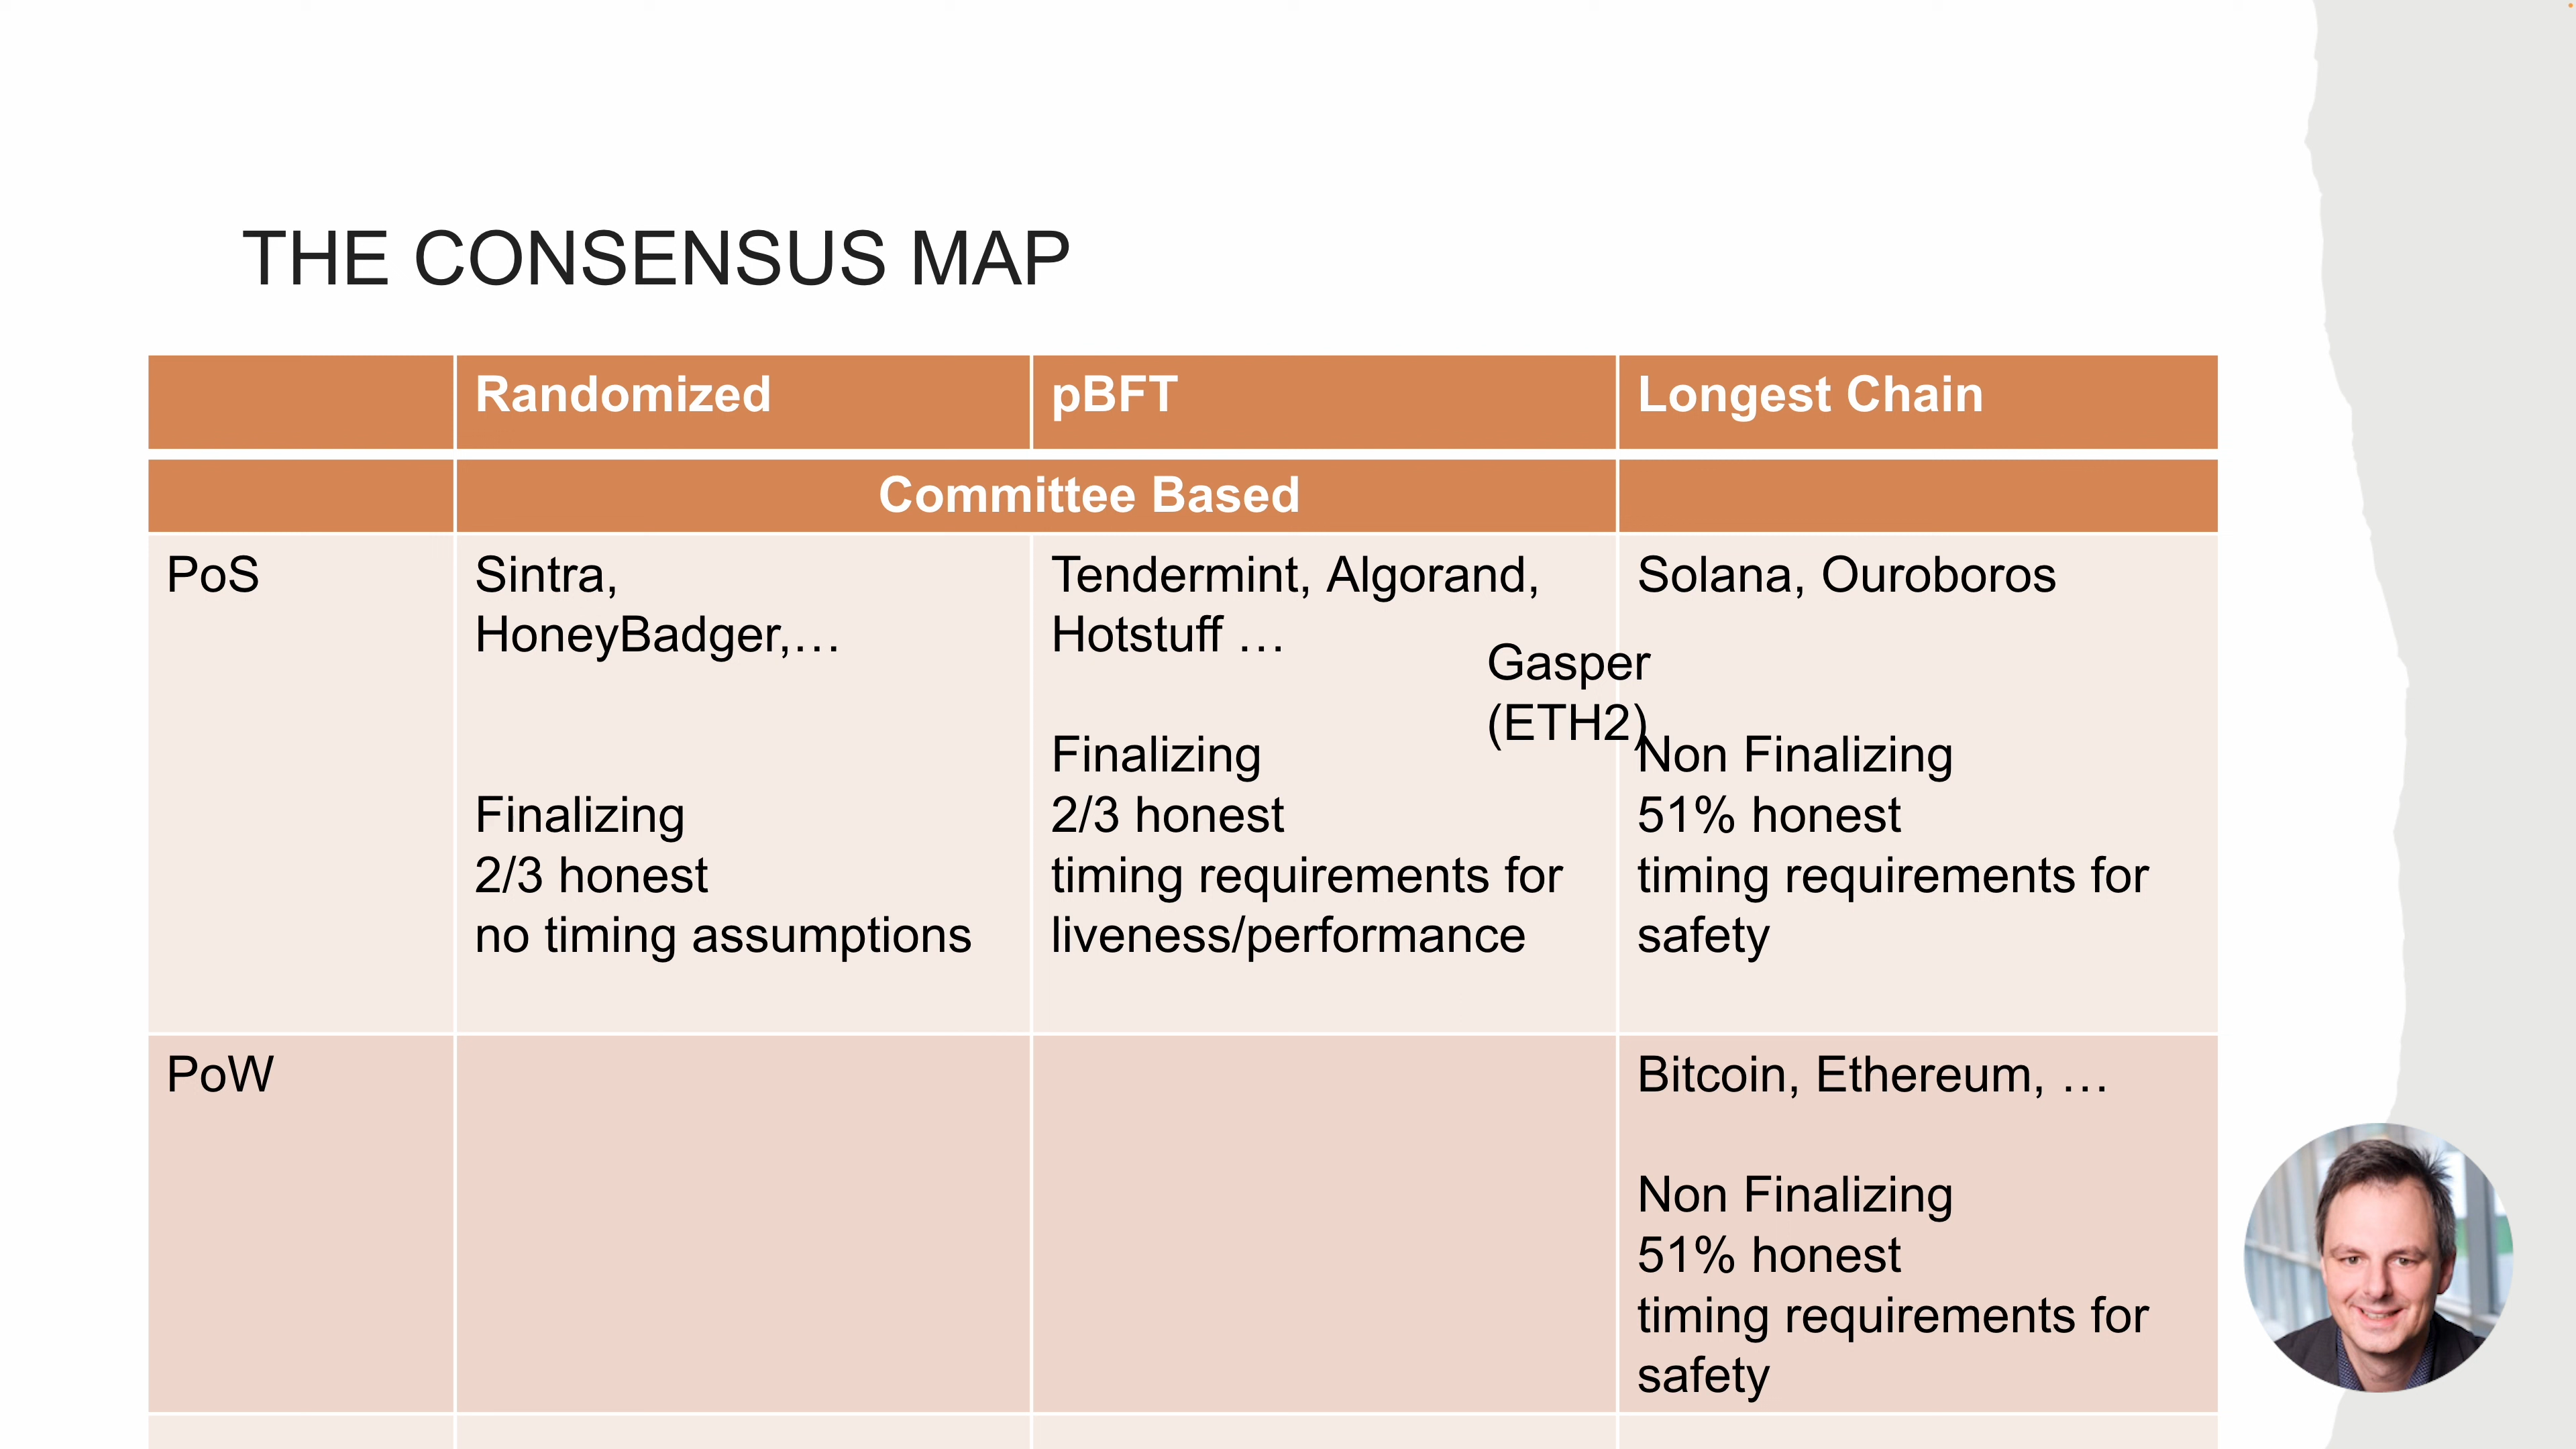 THE CONSENSUS MAP
Randomized
pBFT
Longest Chain
Committee Based
PoS
Sintra,
HoneyBadger,…
Finalizing
2/3 honest
no timing assumptions
Tendermint, Algorand,
Hotstuff …
Finalizing
2/3 honest
timing requirements for
liveness/performance
Gasper
(ETH2)
Solana, Ouroboros
Non Finalizing
51% honest
timing requirements for
safety
PoW
Bitcoin, Ethereum, …
Non Finalizing
51% honest
timing requirements for
safety